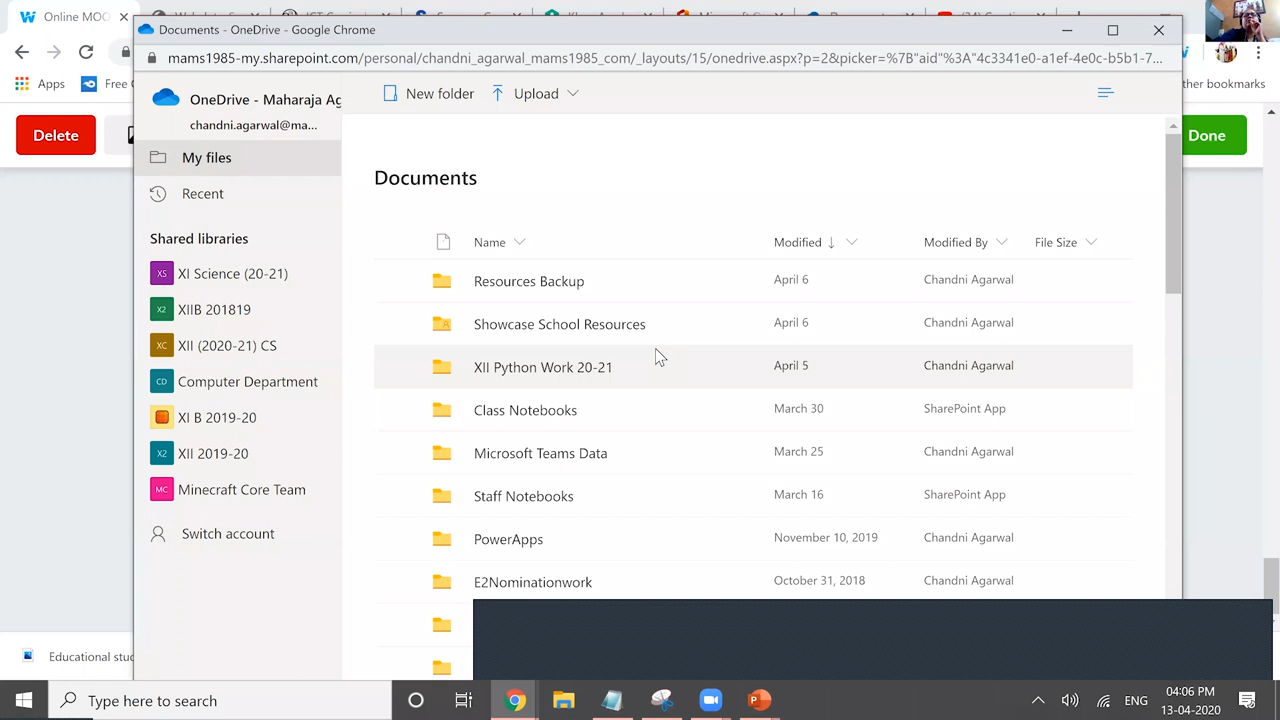 Online MOO
Documents - OneDrive - Google Chrome
mams1985-my.sharepoint.com/personal/chandni_agarwal_mams1985_com/_layouts/15/onedrive.aspx?p=2&picker=%7B"aid"%3A"4c3341e0-a1ef-4e0c-b5b1-7...
Apps
Free
ther bookmarks
Delete
Done
OneDrive - Maharaja Ag
chandni.agarwal@ma...
New folder
Upload
My files
Recent
Shared libraries
XS XI Science (20-21)
X2 XIIB 201819
XC XII (2020-21) CS
CD Computer Department
XI B 2019-20
X2 XII 2019-20
MC Minecraft Core Team
Switch account
Documents
Name Modified Modified By File Size
Resources Backup April 6 Chandni Agarwal
Showcase School Resources April 6 Chandni Agarwal
XII Python Work 20-21 April 5 Chandni Agarwal
Class Notebooks March 30 SharePoint App
Microsoft Teams Data March 25 Chandni Agarwal
Staff Notebooks March 16 SharePoint App
PowerApps November 10, 2019 Chandni Agarwal
E2Nominationwork October 31, 2018 Chandni Agarwal
Educational stud
Type here to search
ENG
04:06 PM
13-04-2020